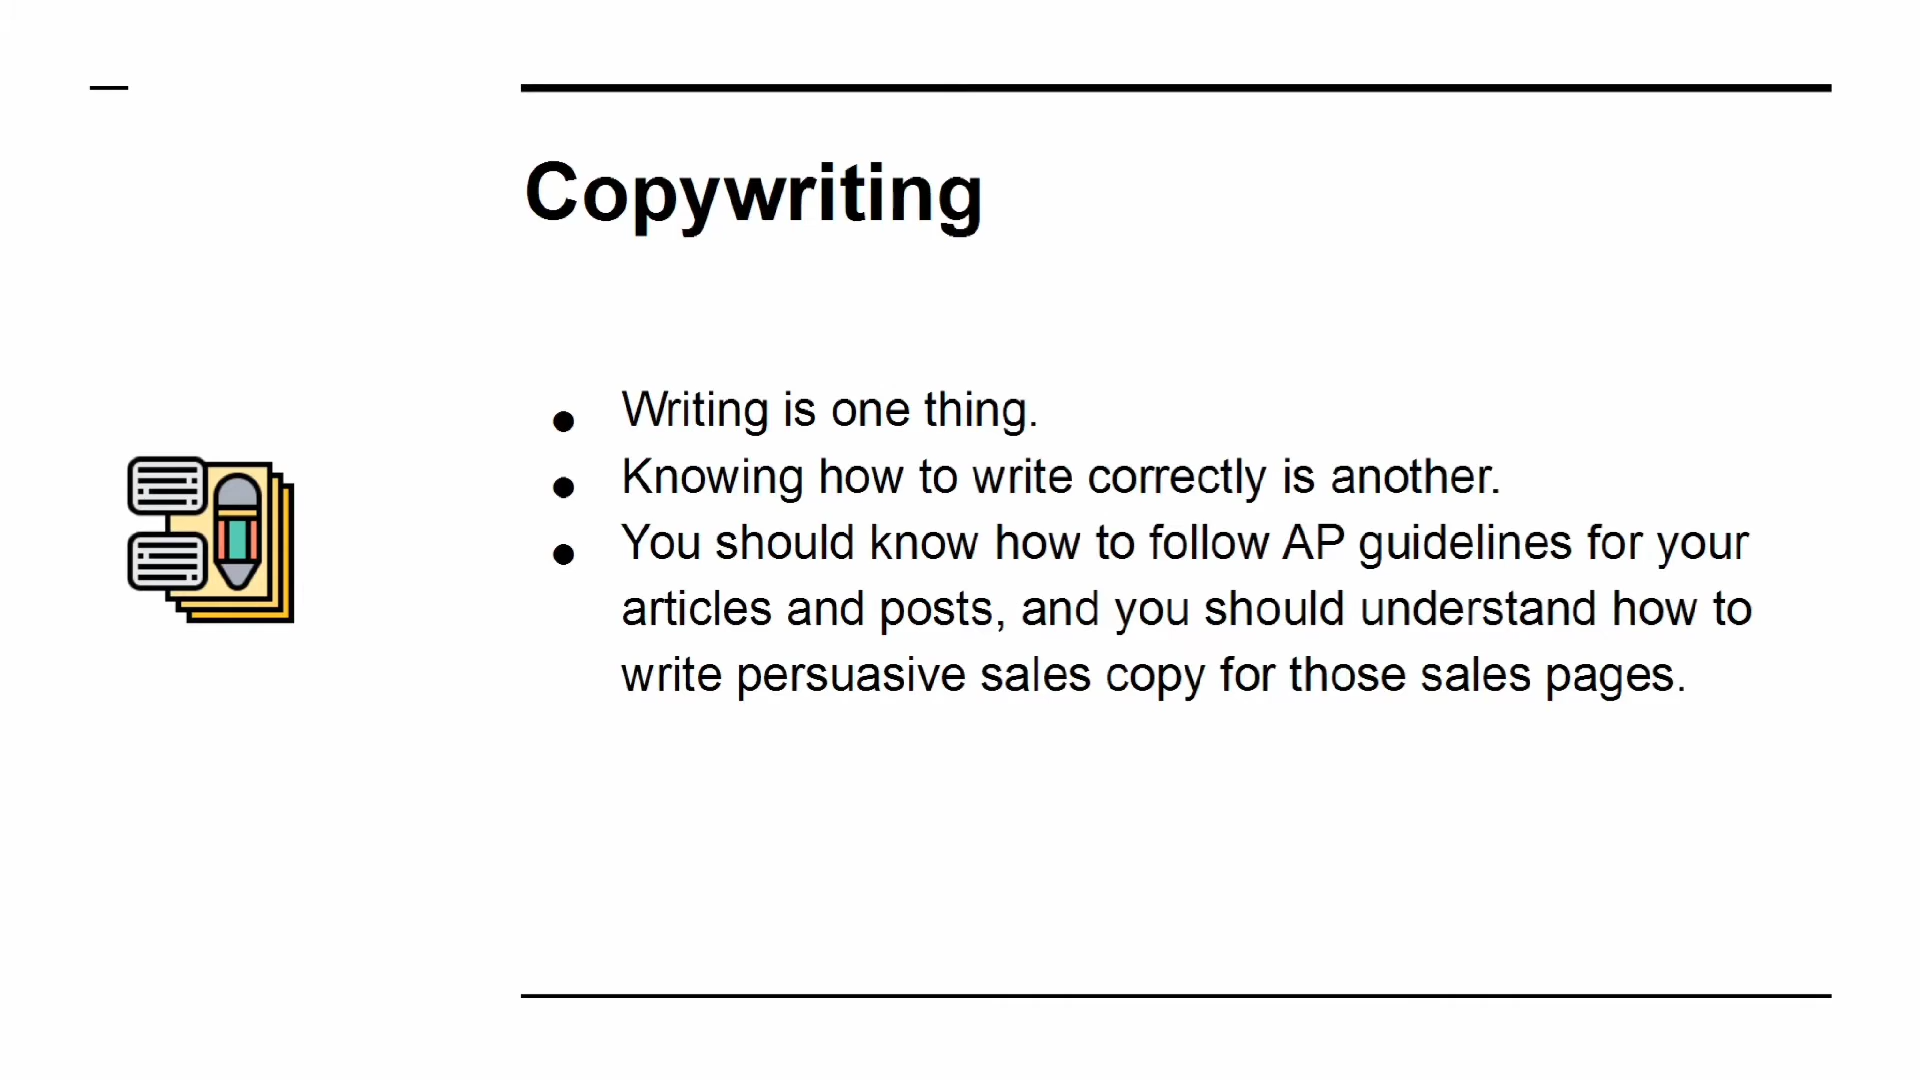 Copywriting
● Writing is one thing.
● Knowing how to write correctly is another.
● You should know how to follow AP guidelines for your
articles and posts, and you should understand how to
write persuasive sales copy for those sales pages.